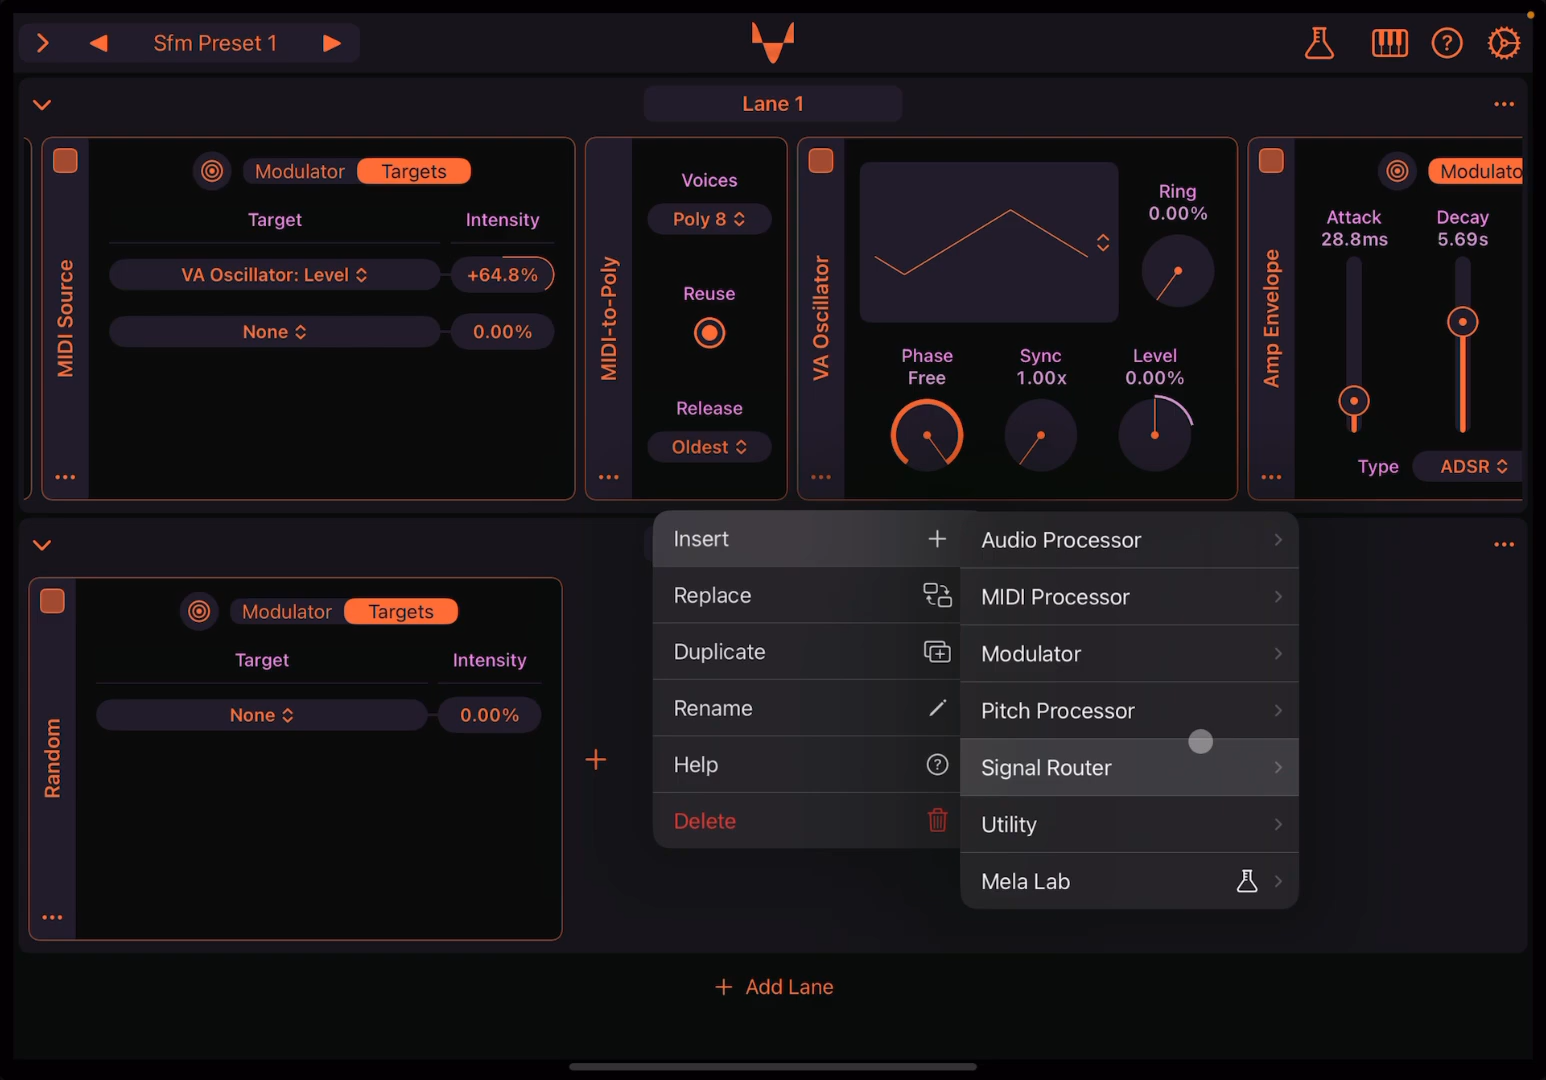 Sfm Preset 1
Lane 1
MIDI Source
Modulator
Targets
Target
Intensity
VA Oscillator: Level
+64.8%
None
0.00%
MIDI-to-Poly
Voices
Poly 8
Reuse
Release
Oldest
VA Oscillator
Ring
0.00%
Phase
Free
Sync
1.00x
Level
0.00%
Amp Envelope
Modulato
Attack
28.8ms
Decay
5.69s
Type
ADSR
Random
Modulator
Targets
Target
Intensity
None
0.00%
Insert
Replace
Duplicate
Rename
Help
Delete
Audio Processor
MIDI Processor
Modulator
Pitch Processor
Signal Router
Utility
Mela Lab
Add Lane